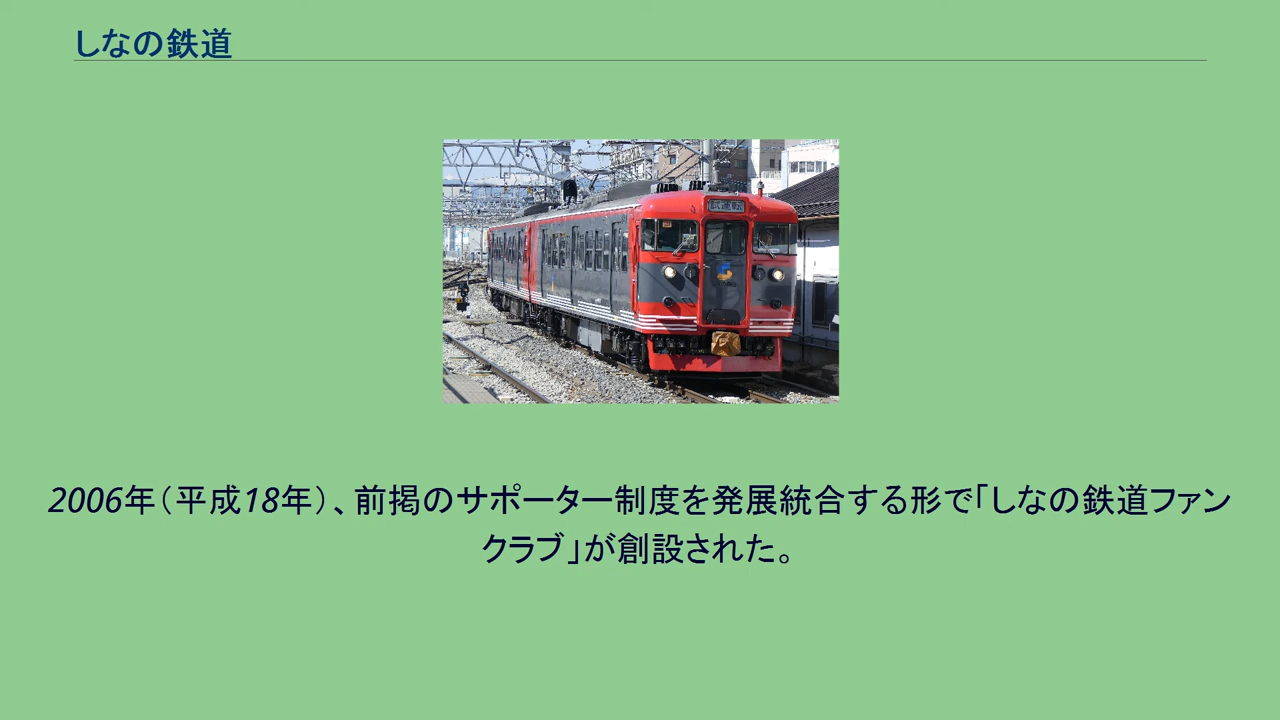 しなの鉄道
2006年（平成18年）、前掲のサポーター制度を発展統合する形で「しなの鉄道ファン
クラブ」が創設された。